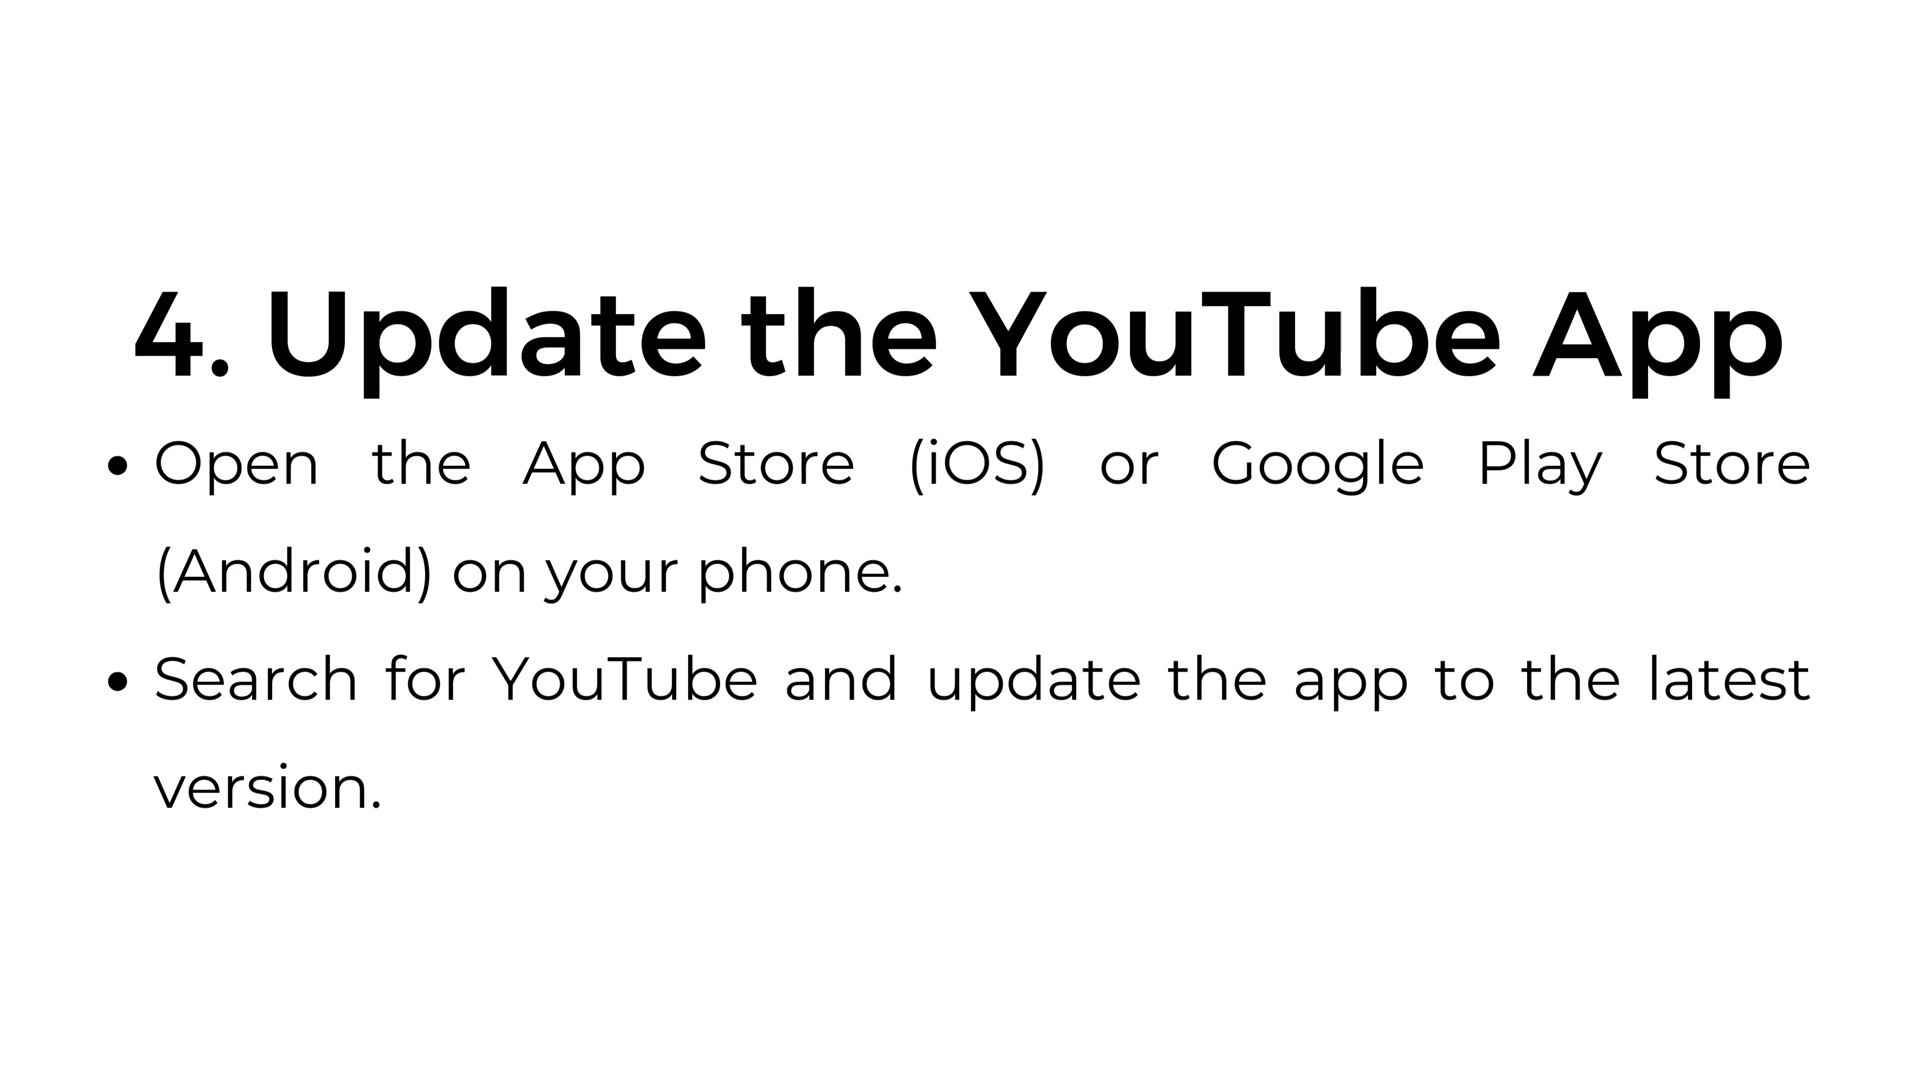 4. Update the YouTube App
• Open the App Store (iOS) or Google Play Store
(Android) on your phone.
• Search for YouTube and update the app to the latest
version.